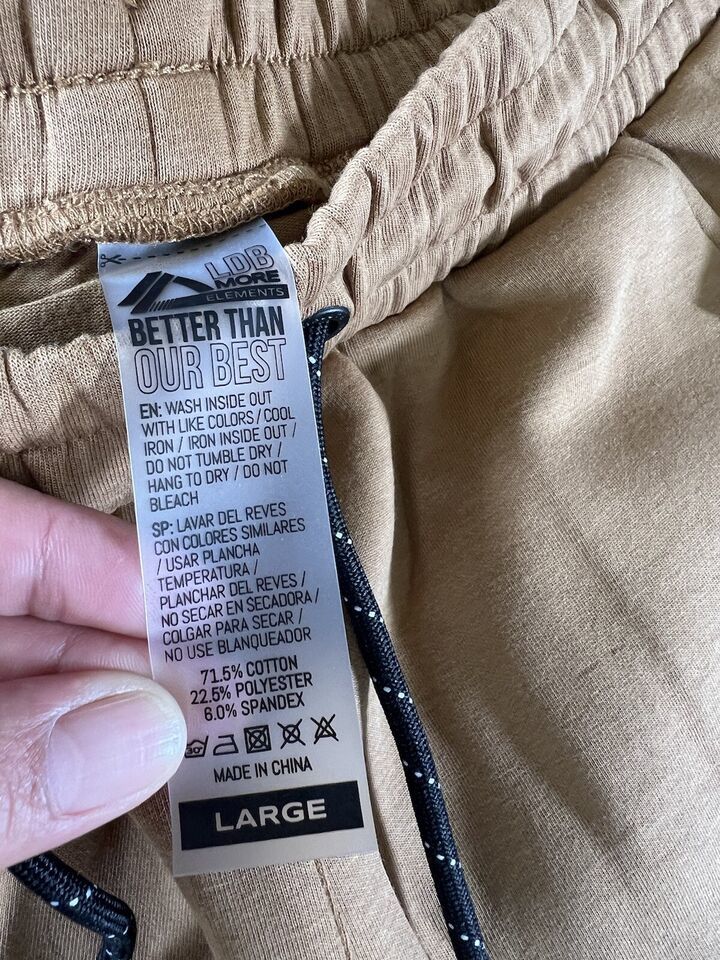 LDB
MORE
ELEMENTS
BETTER THAN
OUR BEST
EN: WASH INSIDE OUT
WITH LIKE COLORS / COOL
IRON / IRON INSIDE OUT /
DO NOT TUMBLE DRY /
HANG TO DRY / DO NOT
BLEACH
SP: LAVAR DEL REVES
CON COLORES SIMILARES
/ USAR PLANCHA
TEMPERATURA /
PLANCHAR DEL REVES /
NO SECAR EN SECADORA /
COLGAR PARA SECAR /
NO USE BLANQUEADOR
71.5% COTTON
22.5% POLYESTER
6.0% SPANDEX
30°
MADE IN CHINA
LARGE